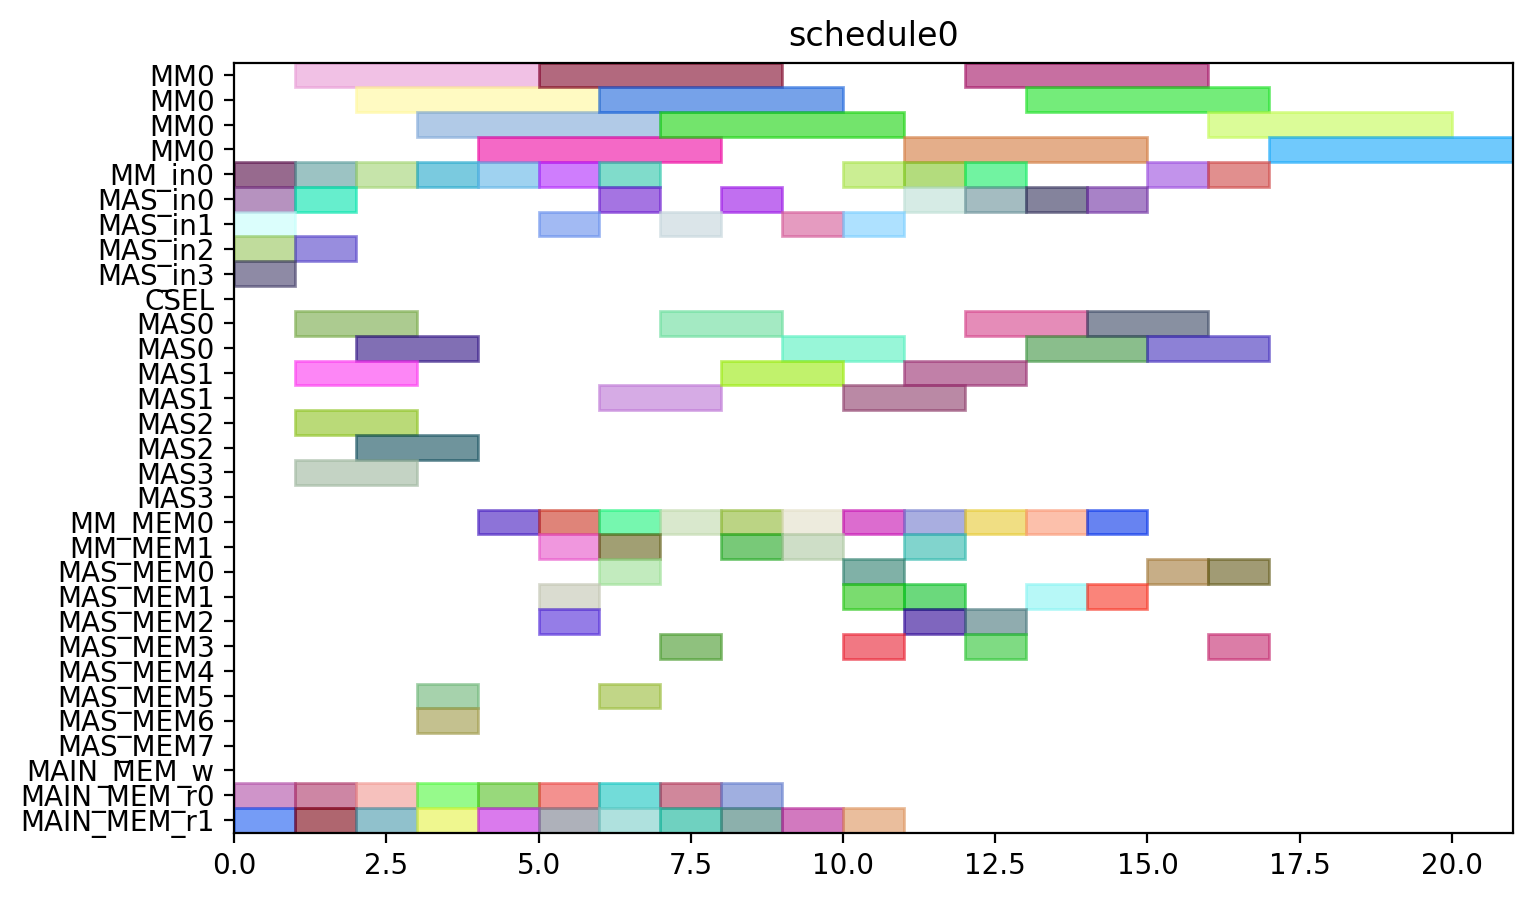 schedule0
MM0
MM0
MM0
MM0
MM_in0
MAS_in0
MAS_in1
MAS_in2
MAS_in3
CSEL
MAS0
MAS0
MAS1
MAS1
MAS2
MAS2
MAS3
MAS3
MM_MEM0
MM_MEM1
MAS_MEM0
MAS_MEM1
MAS_MEM2
MAS_MEM3
MAS_MEM4
MAS_MEM5
MAS_MEM6
MAS_MEM7
MAIN_MEM_w
MAIN_MEM_r0
MAIN_MEM_r1
0.0 2.5 5.0 7.5 10.0 12.5 15.0 17.5 20.0